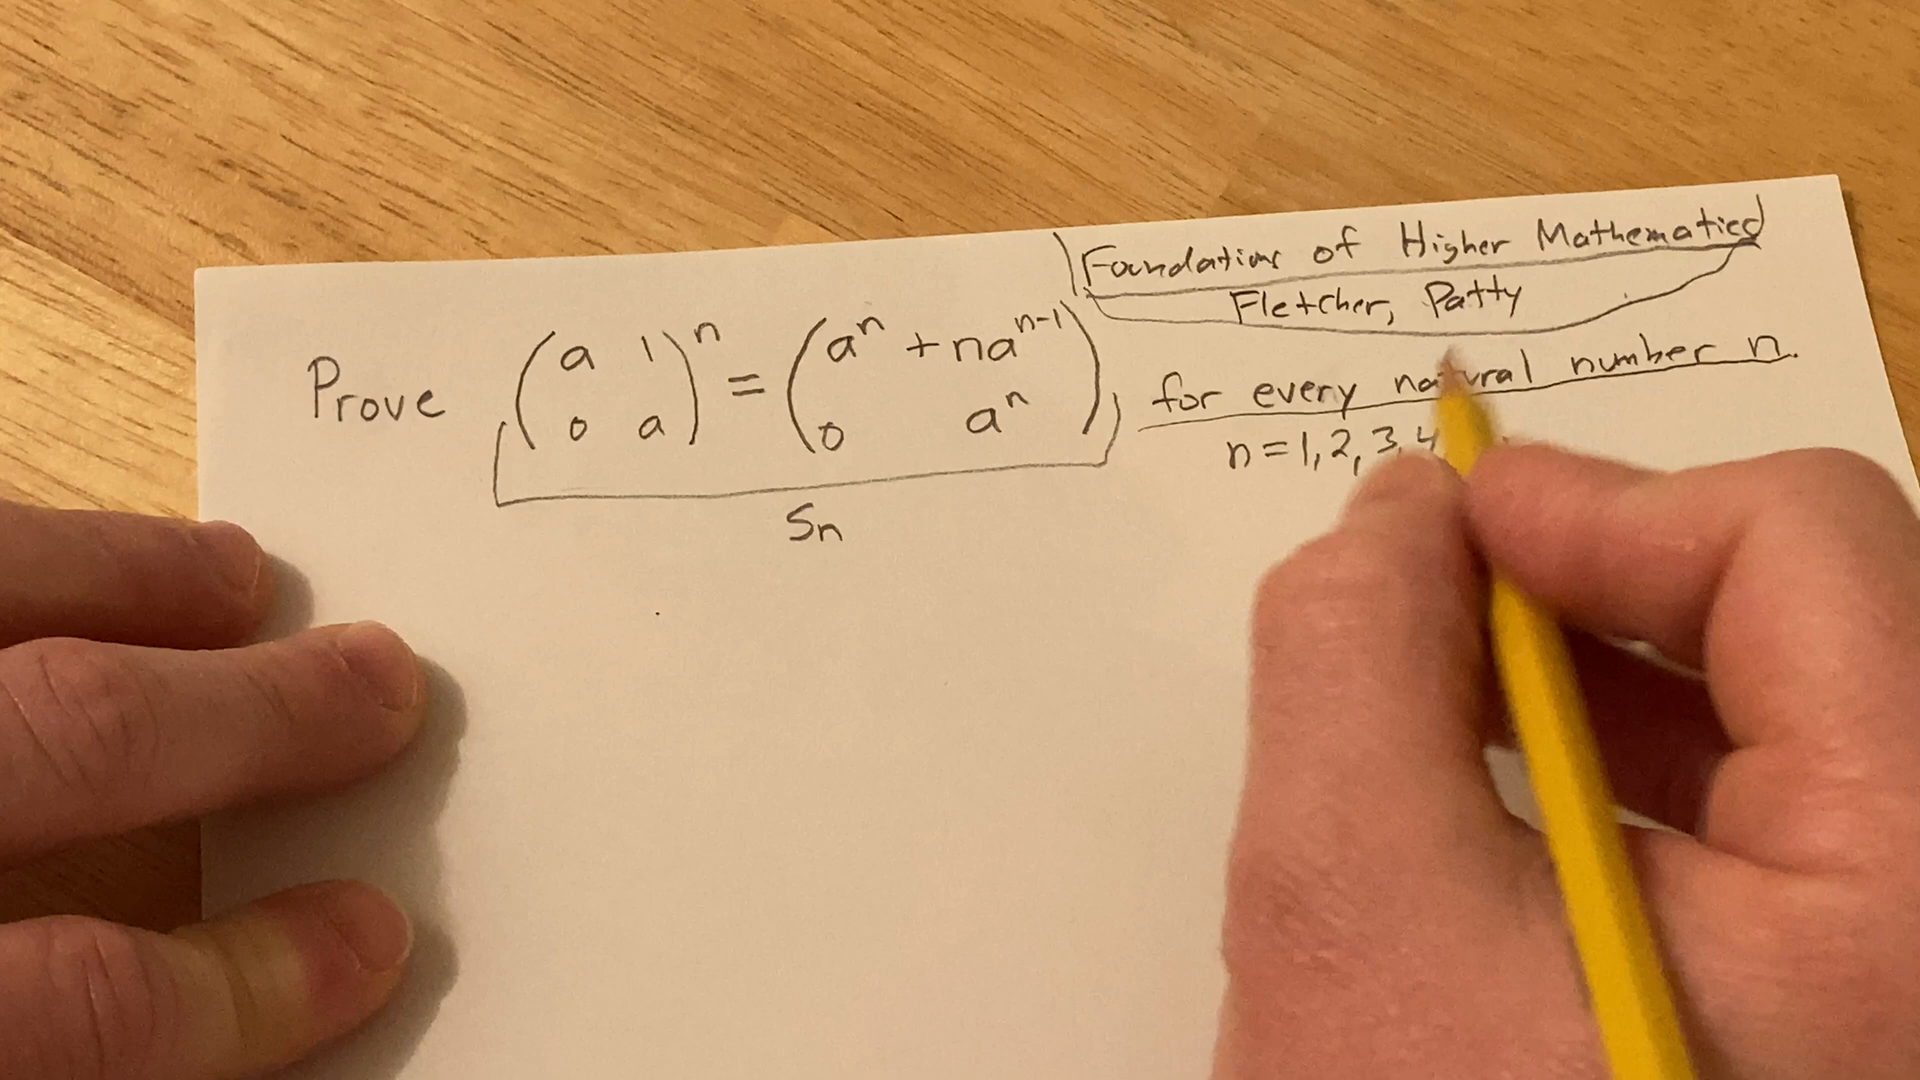 Foundations of Higher Mathematics
Fletcher, Patty
Prove (a 1 0 a)^n = (a^n + na^{n-1} 0 a^n), for every natural number n.
n = 1, 2, 3, 4
Sn